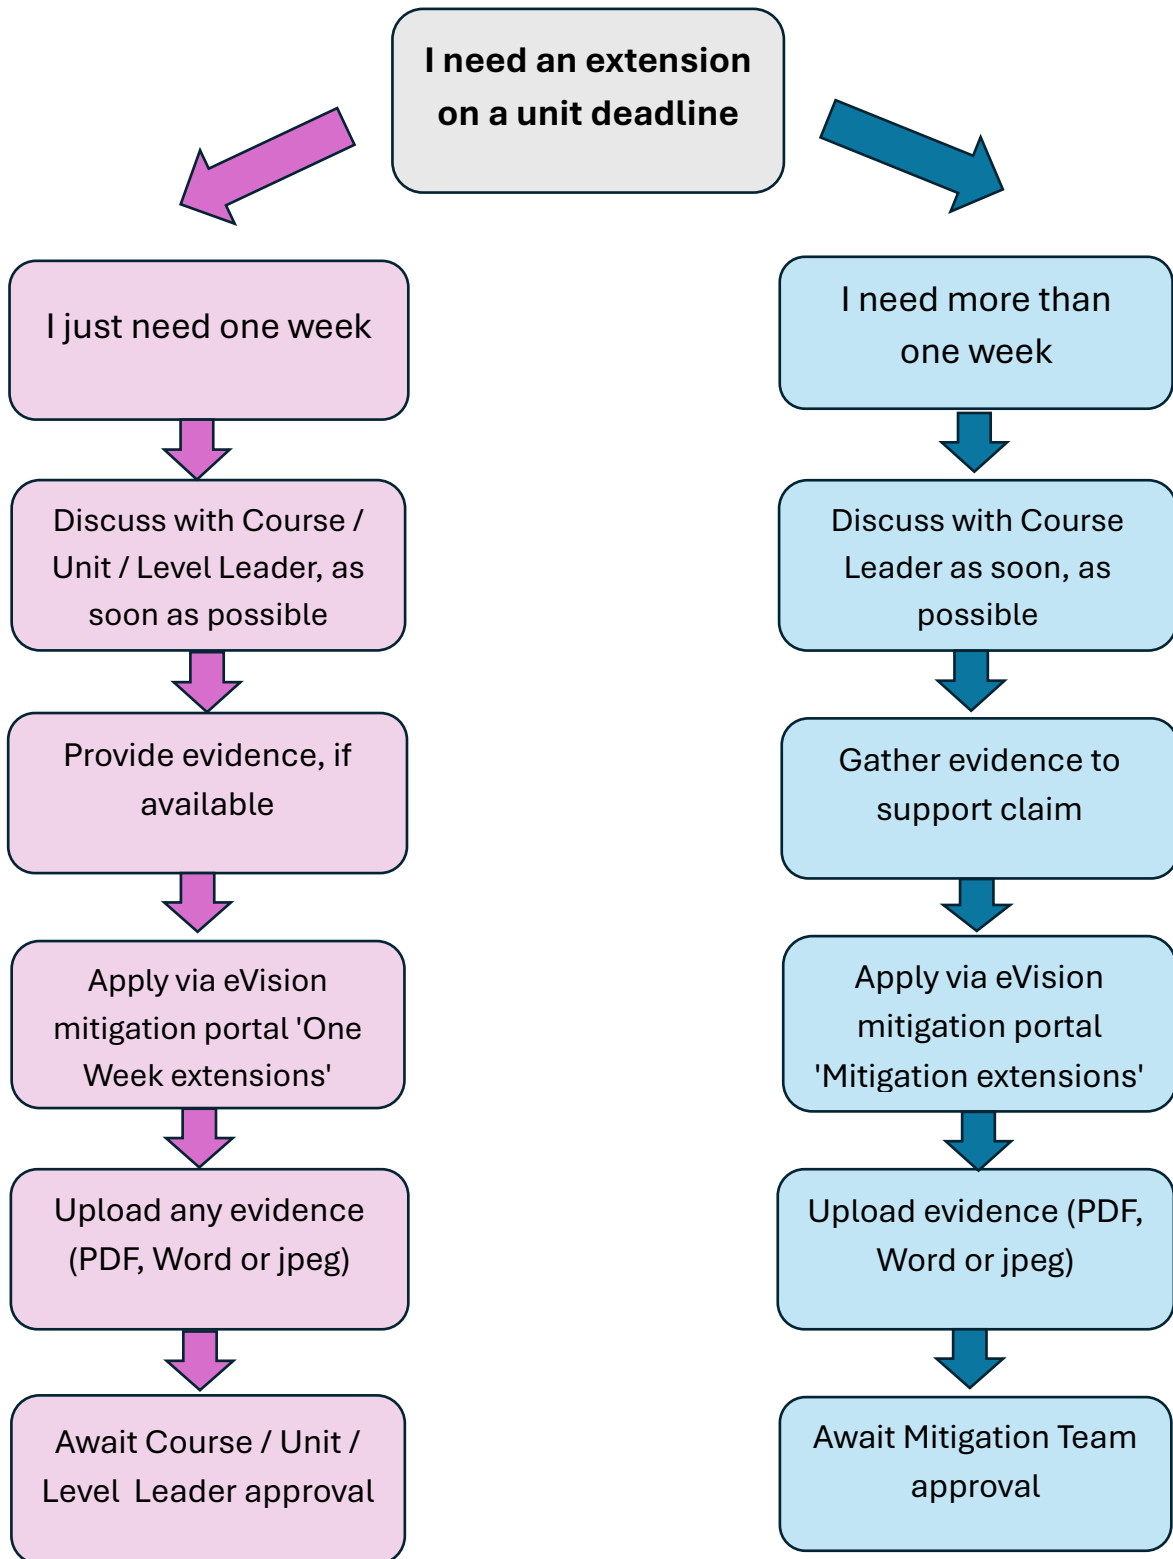 I need an extension
on a unit deadline
I just need one week
Discuss with Course /
Unit / Level Leader, as
soon as possible
Provide evidence, if
available
Apply via eVision
mitigation portal 'One
Week extensions'
Upload any evidence
(PDF, Word or jpeg)
Await Course / Unit /
Level Leader approval
I need more than
one week
Discuss with Course
Leader as soon, as
possible
Gather evidence to
support claim
Apply via eVision
mitigation portal
'Mitigation extensions'
Upload evidence (PDF,
Word or jpeg)
Await Mitigation Team
approval